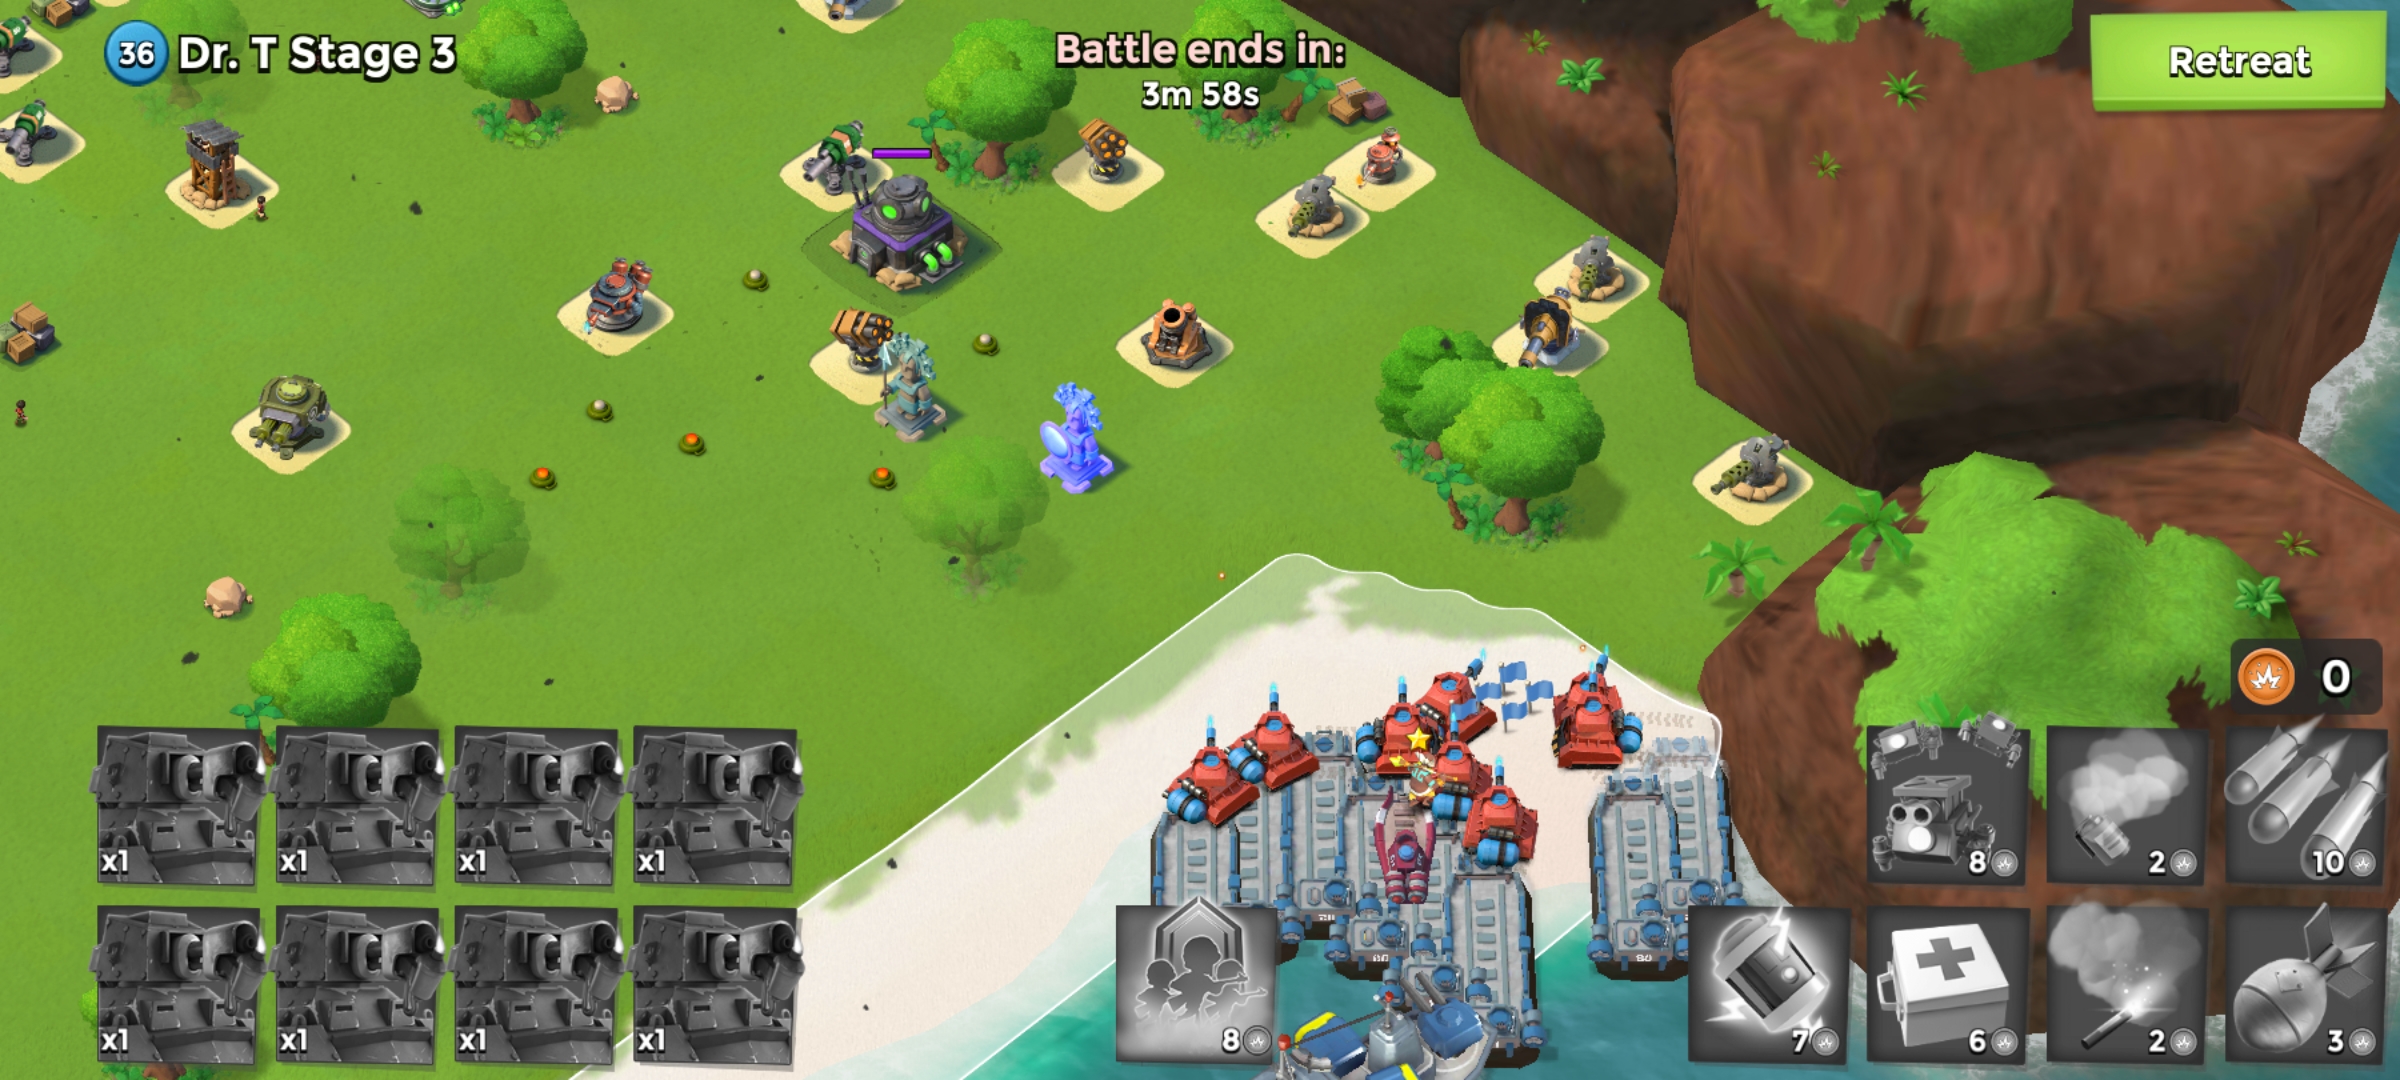 36 Dr. T Stage 3
Battle ends in:
3m 58s
Retreat
0
x1 x1 x1 x1
8 2 10
x1 x1 x1 x1
8 7 6 2 3